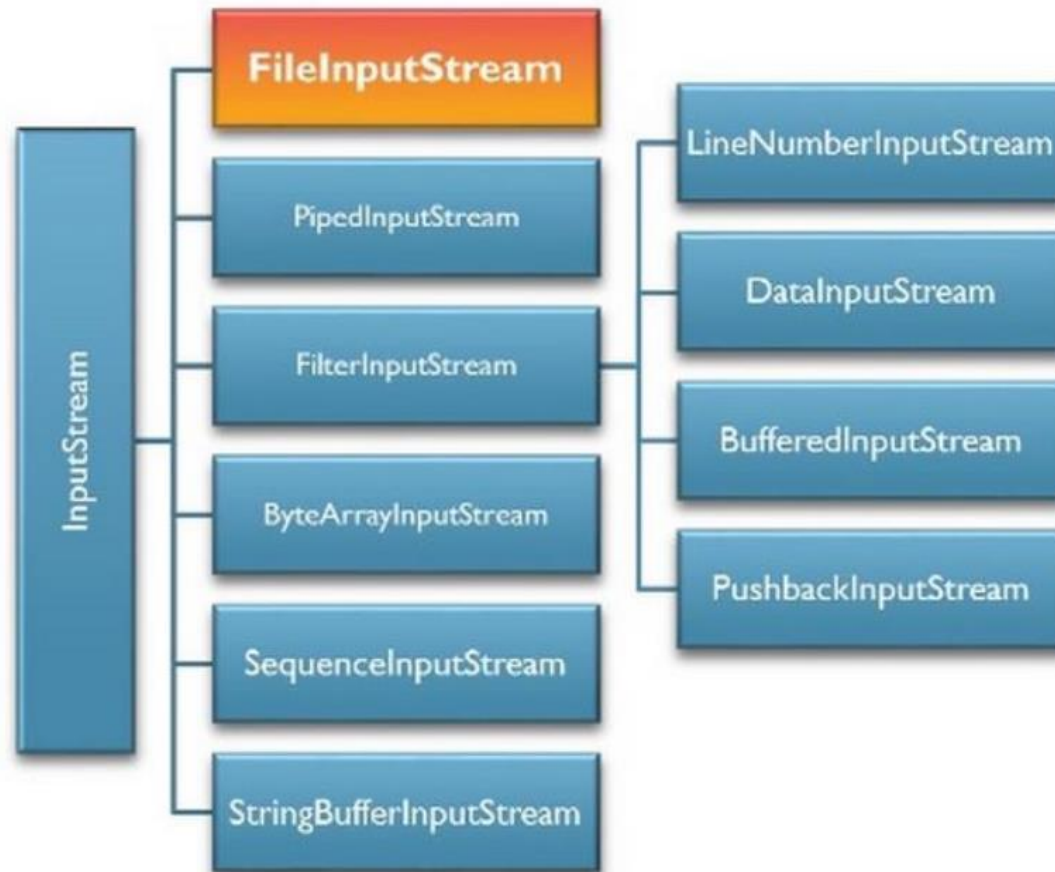 InputStream
FileInputStream
PipedInputStream
FilterInputStream
ByteArrayInputStream
SequenceInputStream
StringBufferInputStream
LineNumberInputStream
DataInputStream
BufferedInputStream
PushbackInputStream